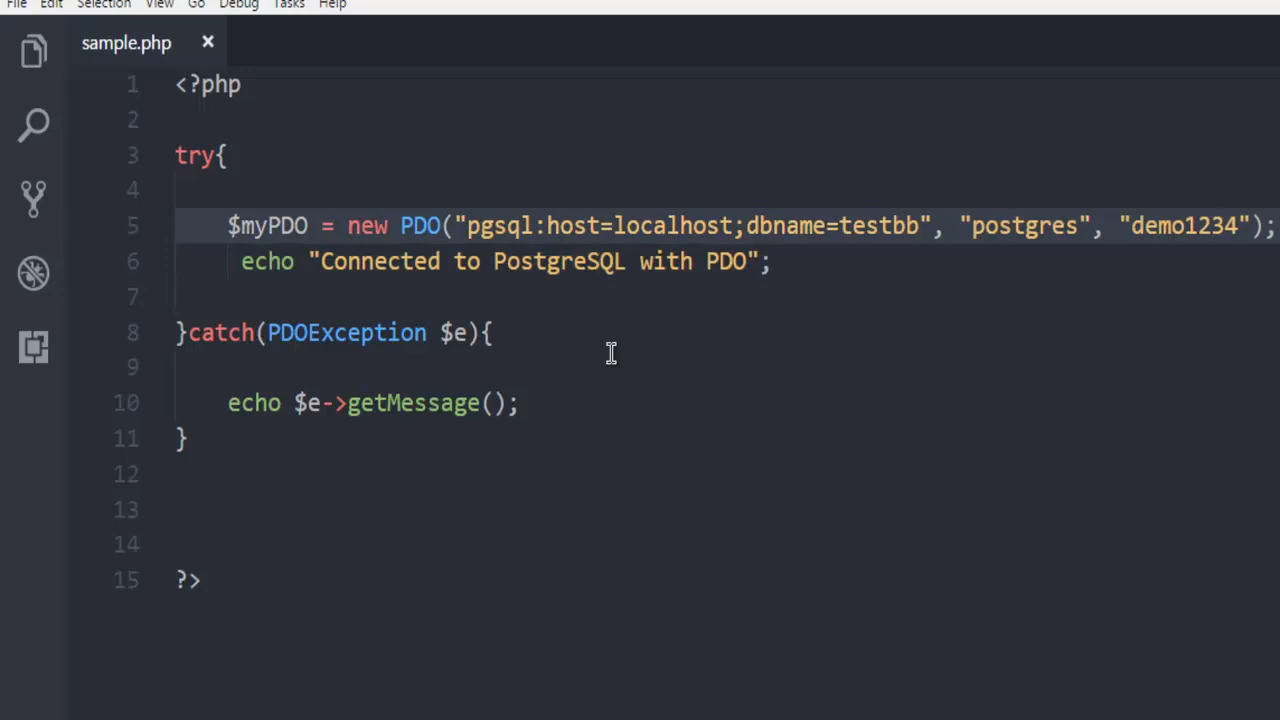 File Edit Selection View Go Debug Tasks Help
sample.php ×
1 <?php
2
3 try{
4
5 $myPDO = new PDO("pgsql:host=localhost;dbname=testbb", "postgres", "demo1234");
6 echo "Connected to PostgreSQL with PDO";
7
8 }catch(PDOException $e){
9
10 echo $e->getMessage();
11 }
12
13
14
15 ?>